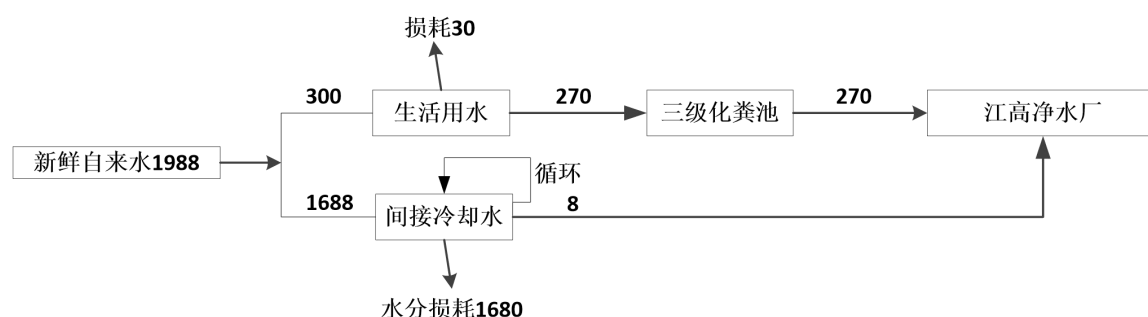 损耗30
300
生活用水
270
三级化粪池
270
江高净水厂
新鲜自来水1988
循环
1688
间接冷却水
8
水分损耗1680